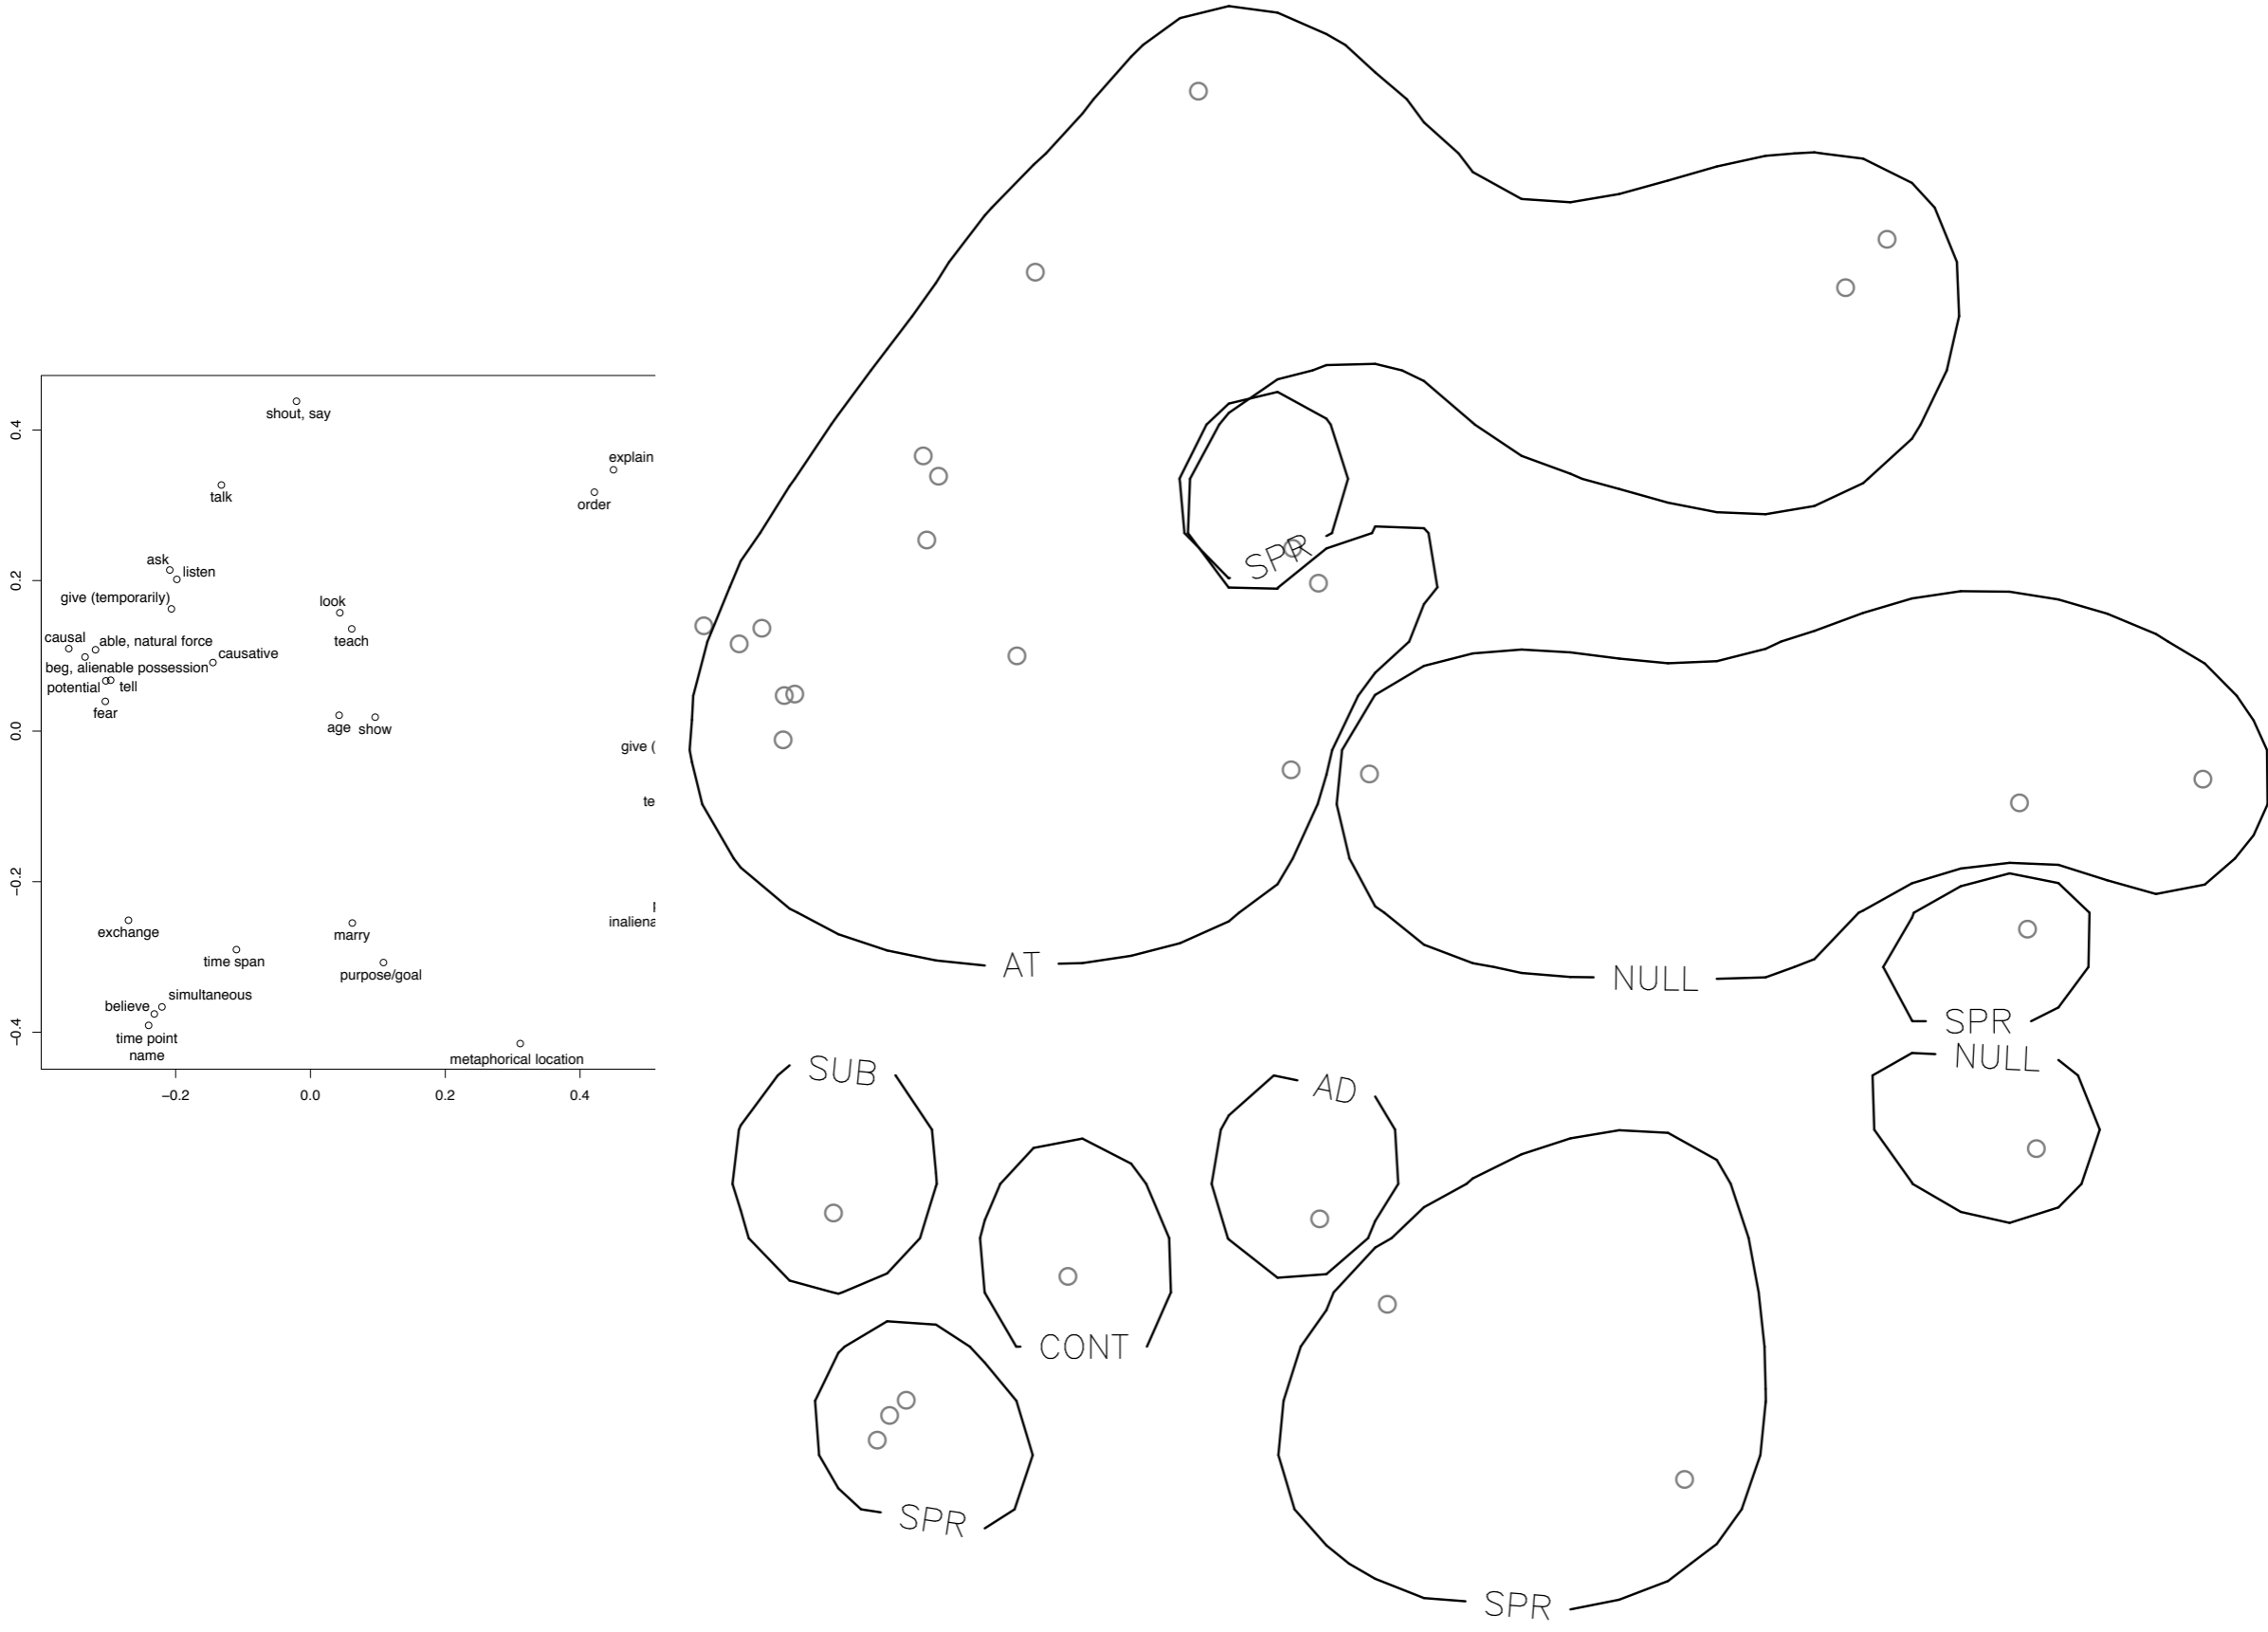 shout, say
0.4
explain
talk
order
ask
listen
0.2
give (temporarily)
look
causal
able, natural force
teach
causative
beg, alienable possession
potential
tell
fear
0.0
age
show
give (
te
−0.2
inaliena
exchange
marry
time span
purpose/goal
simultaneous
believe
−0.4
time point
name
metaphorical location
−0.2
0.0
0.2
0.4
SPR
AT
NULL
SPR
NULL
SUB
AD
CONT
SPR
SPR